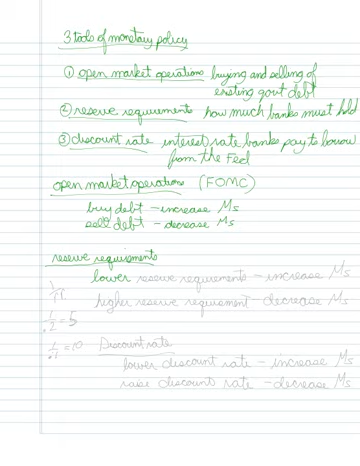 3 tools of monetary policy
① open market operations buying and selling of
existing govt debt
② reserve requirements how much banks must hold
③ discount rate interest rate banks pay to borrow
from the Fed
open market operations (FOMC)
buy debt - increase Ms
sell debt - decrease Ms
reserve requirements
lower reserve requirements - increase Ms
higher reserve requirement - decrease Ms
1/.2 = 5
1/.1 = 10 Discount rate
lower discount rate - increase Ms
raise discount rate - decrease Ms